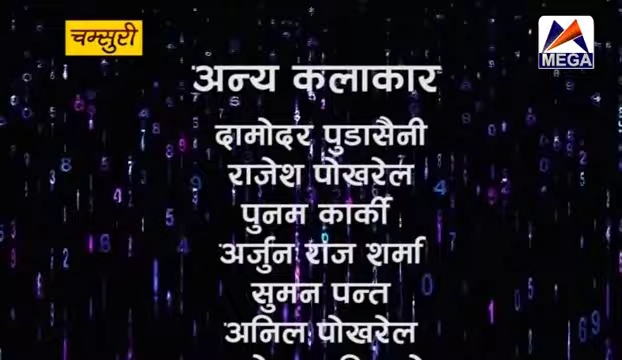 चम्सुरी
MEGA
अन्य कलाकार
दामोदर पुडासैनी
राजेश पोखरेल
पुनम कार्की
अर्जुन राज शर्मा
सुमन पन्त
अनिल पोखरेल